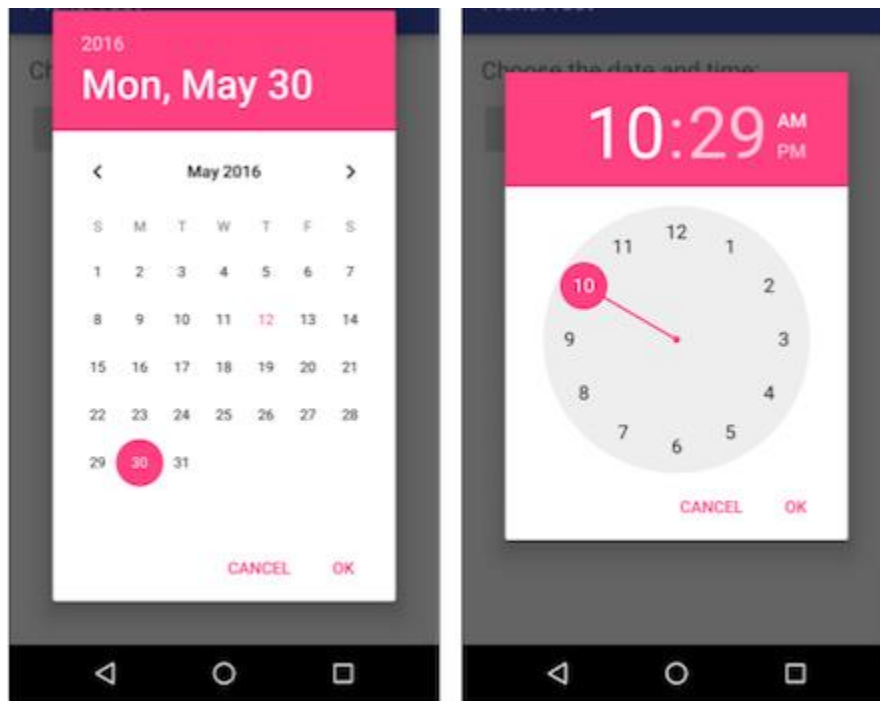 2016
Mon, May 30
May 2016
S M T W T F S
1 2 3 4 5 6 7
8 9 10 11 12 13 14
15 16 17 18 19 20 21
22 23 24 25 26 27 28
29 30 31
CANCEL OK
Choose the date and time:
10:29 AM
PM
12
11 1
10 2
9 3
8 4
7 5
6
CANCEL OK